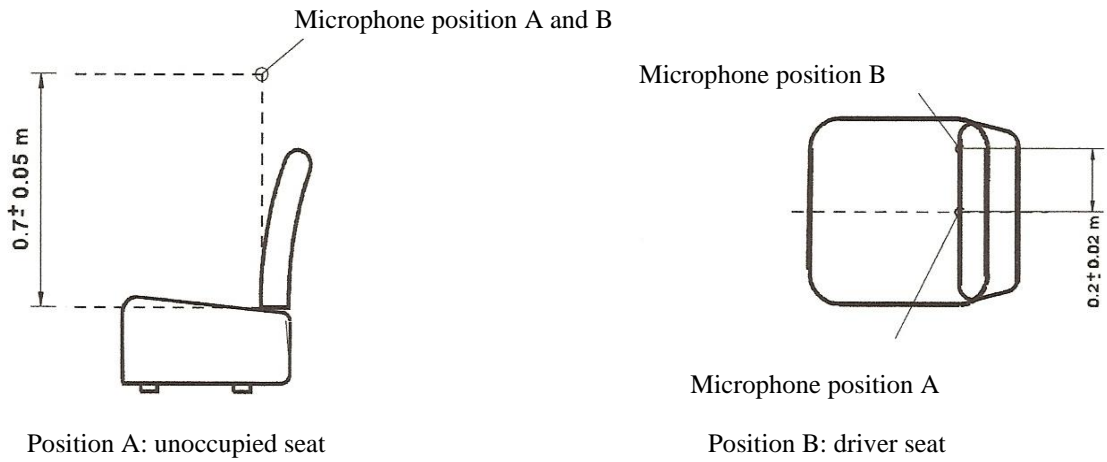 Microphone position A and B
Microphone position B
0.7± 0.05 m
0.2± 0.02 m
Microphone position A
Position A: unoccupied seat
Position B: driver seat